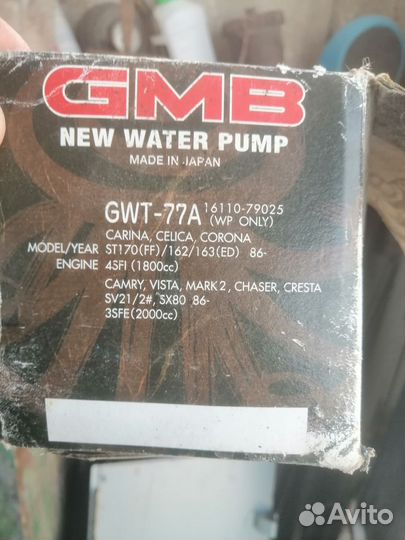 GMB
NEW WATER PUMP
MADE IN JAPAN
GWT-77A 16110-79025
(WP ONLY)
CARINA, CELICA, CORONA
MODEL/YEAR ST170(FF)/162/163(ED) 86-
ENGINE 4SFI (1800cc)
CAMRY, VISTA, MARK2, CHASER, CRESTA
SV21/2#, SX80 86-
3SFE(2000cc)
Avito